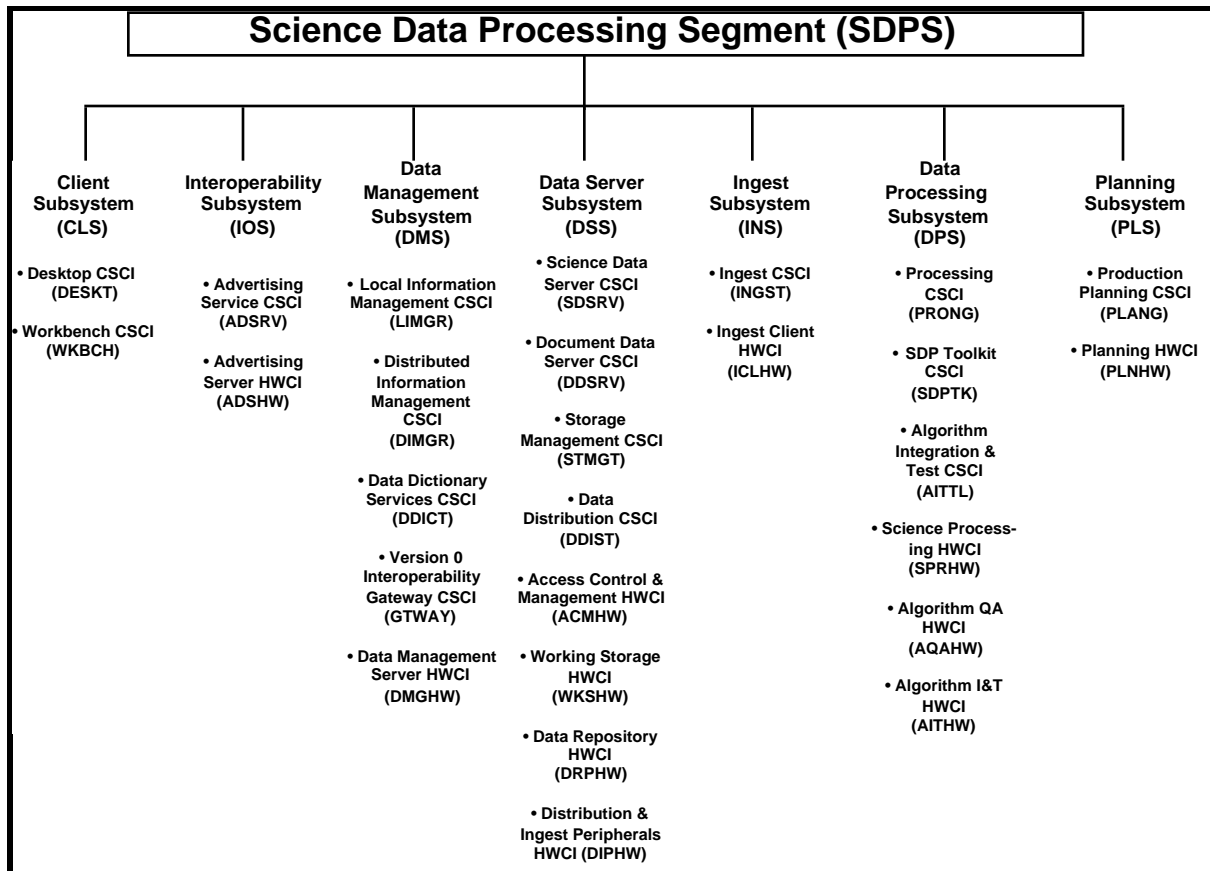 Science Data Processing Segment (SDPS)
Client
Subsystem
(CLS)
• Desktop CSCI
(DESKT)
• Workbench CSCI
(WKBCH)
Interoperability
Subsystem
(IOS)
• Advertising
Service CSCI
(ADSRV)
• Advertising
Server HWCI
(ADSHW)
Data
Management
Subsystem
(DMS)
• Local Information
Management CSCI
(LIMGR)
• Distributed
Information
Management
CSCI
(DIMGR)
• Data Dictionary
Services CSCI
(DDICT)
• Version 0
Interoperability
Gateway CSCI
(GTWAY)
• Data Management
Server HWCI
(DMGHW)
Data Server
Subsystem
(DSS)
• Science Data
Server CSCI
(SDSRV)
• Document Data
Server CSCI
(DDSRV)
• Storage
Management CSCI
(STMGT)
• Data
Distribution CSCI
(DDIST)
• Access Control &
Management HWCI
(ACMHW)
• Working Storage
HWCI
(WKSHW)
• Data Repository
HWCI
(DRPHW)
• Distribution &
Ingest Peripherals
HWCI (DIPHW)
Ingest
Subsystem
(INS)
• Ingest CSCI
(INGST)
• Ingest Client
HWCI
(ICLHW)
Data
Processing
Subsystem
(DPS)
• Processing
CSCI
(PRONG)
• SDP Toolkit
CSCI
(SDPTK)
• Algorithm
Integration &
Test CSCI
(AITTL)
• Science Process-
ing HWCI
(SPRHW)
• Algorithm QA
HWCI
(AQAHW)
• Algorithm I&T
HWCI
(AITHW)
Planning
Subsystem
(PLS)
• Production
Planning CSCI
(PLANG)
• Planning HWCI
(PLNHW)